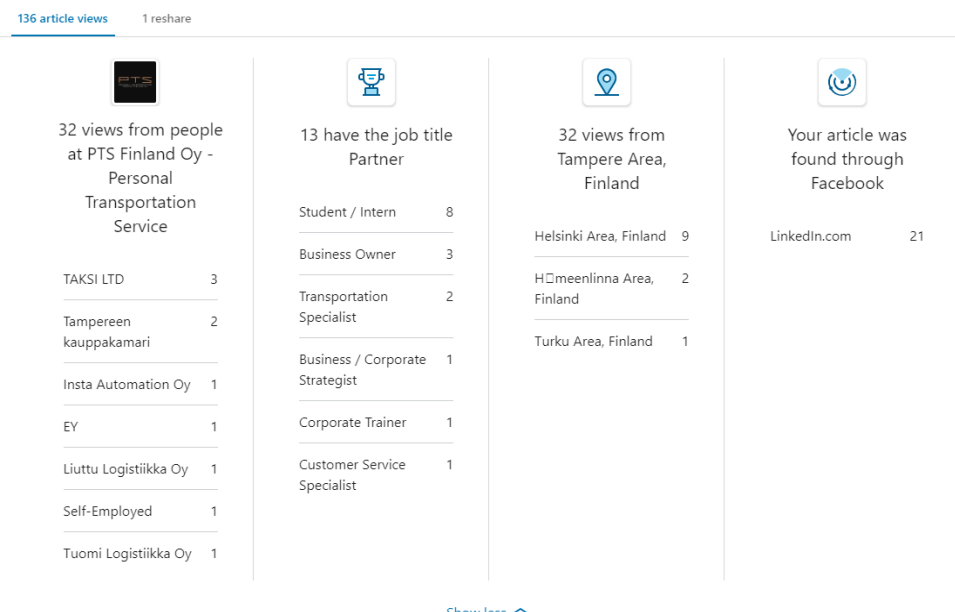 136 article views
1 reshare
PTS
32 views from people
at PTS Finland Oy -
Personal
Transportation
Service
TAKSI LTD 3
Tampereen 2
kauppakamari
Insta Automation Oy 1
EY 1
Liuttu Logistiikka Oy 1
Self-Employed 1
Tuomi Logistiikka Oy 1
13 have the job title
Partner
Student / Intern 8
Business Owner 3
Transportation 2
Specialist
Business / Corporate 1
Strategist
Corporate Trainer 1
Customer Service 1
Specialist
32 views from
Tampere Area,
Finland
Helsinki Area, Finland 9
H□meenlinna Area, 2
Finland
Turku Area, Finland 1
Your article was
found through
Facebook
LinkedIn.com 21
Show less